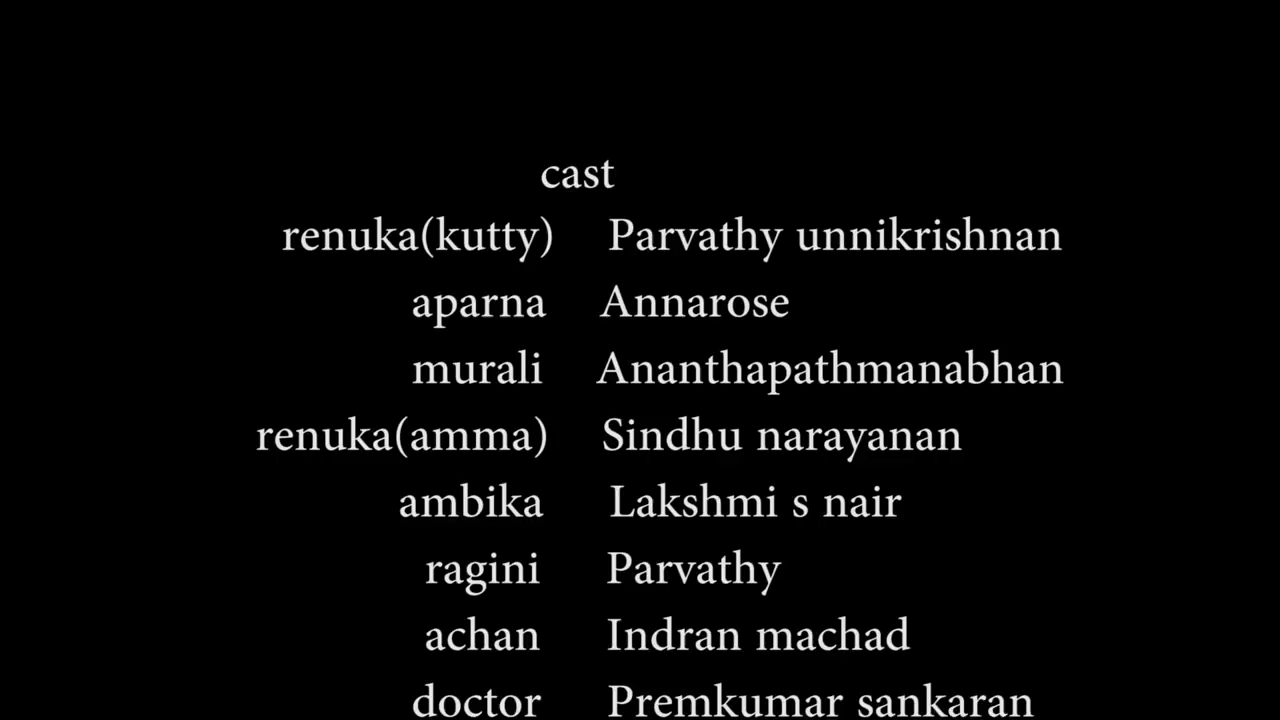 cast
renuka(kutty) Parvathy unnikrishnan
aparna Annarose
murali Ananthapathmanabhan
renuka(amma) Sindhu narayanan
ambika Lakshmi s nair
ragini Parvathy
achan Indran machad
doctor Premkumar sankaran